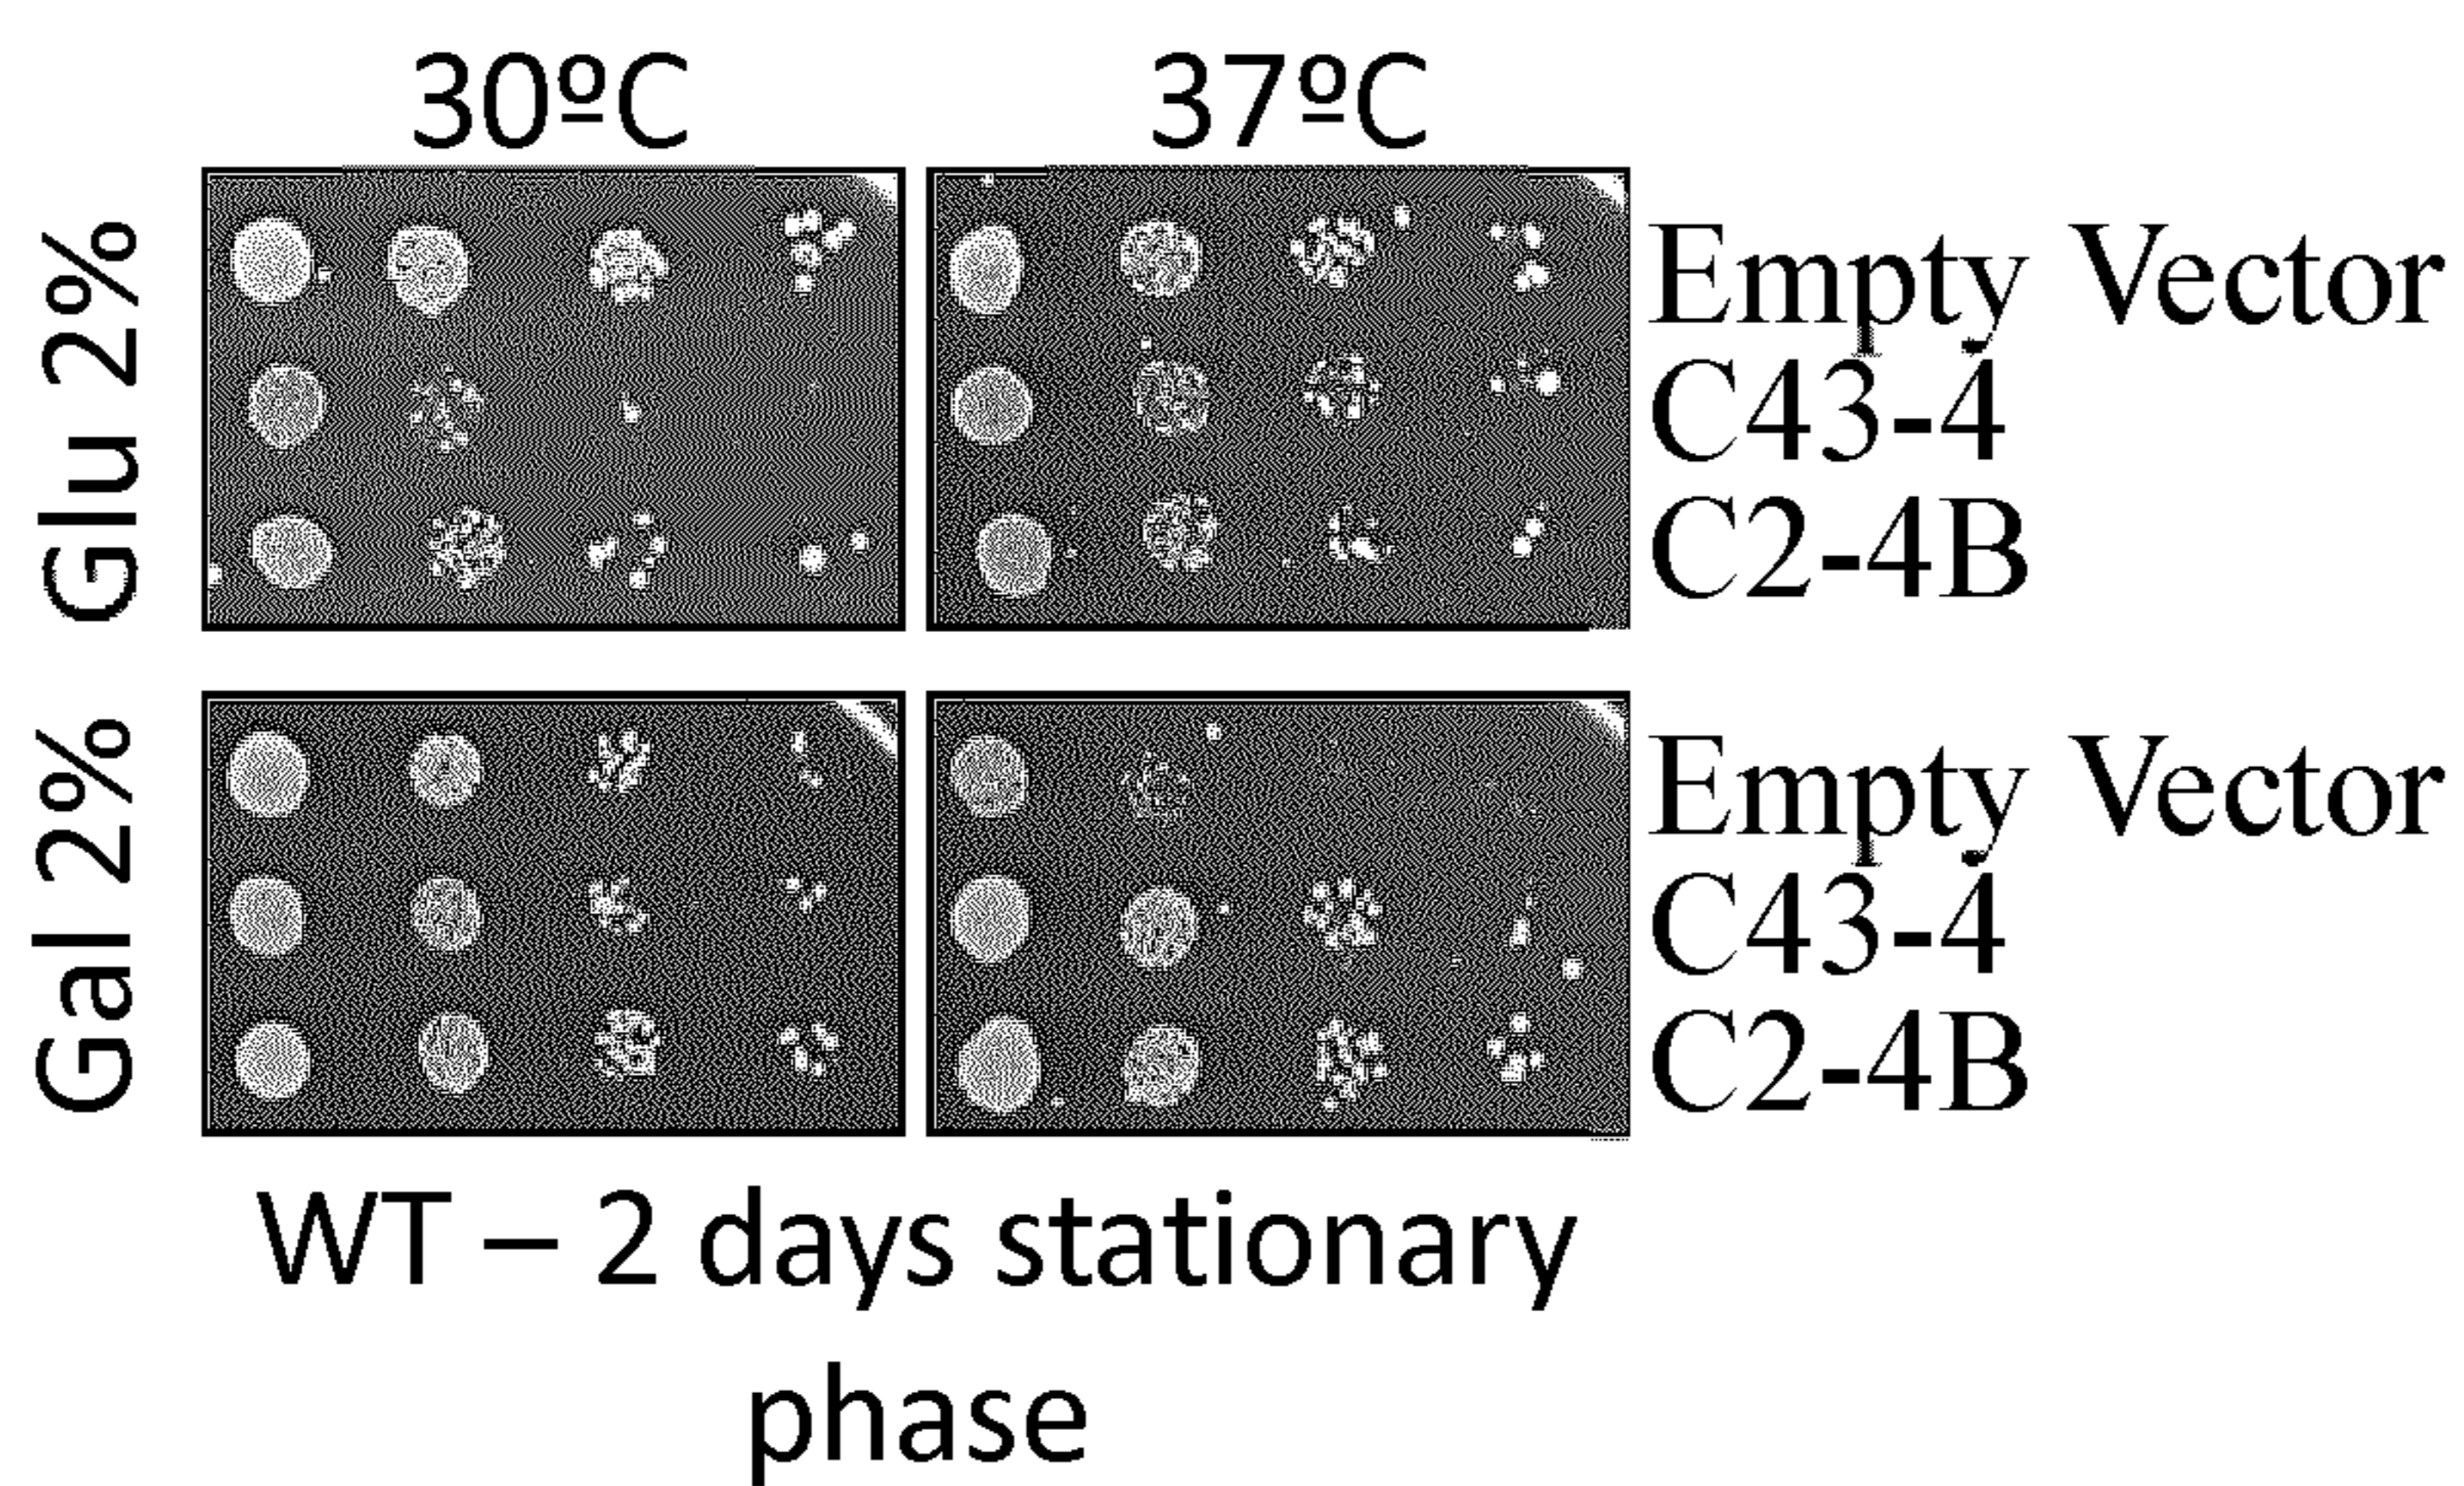 30ºC 37ºC
Glu 2%
Empty Vector
C43-4
C2-4B
Gal 2%
Empty Vector
C43-4
C2-4B
WT – 2 days stationary
phase